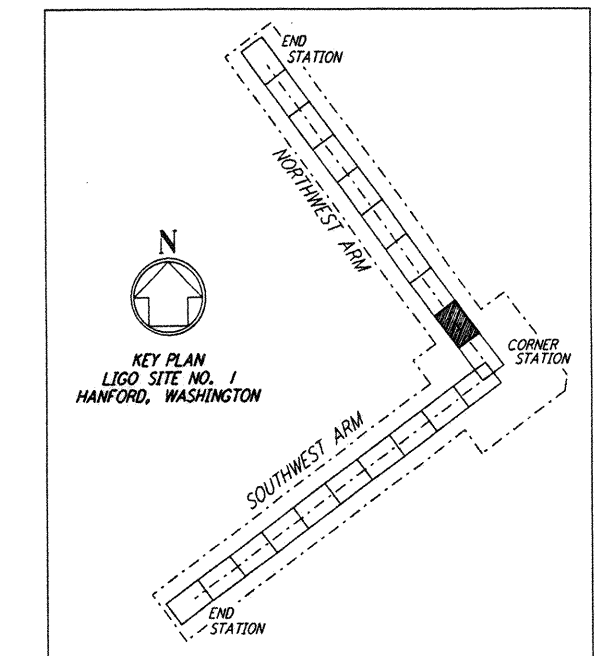 END
STATION
NORTHWEST ARM
N
KEY PLAN
LIGO SITE NO. 1
HANFORD, WASHINGTON
CORNER
STATION
SOUTHWEST ARM
END
STATION